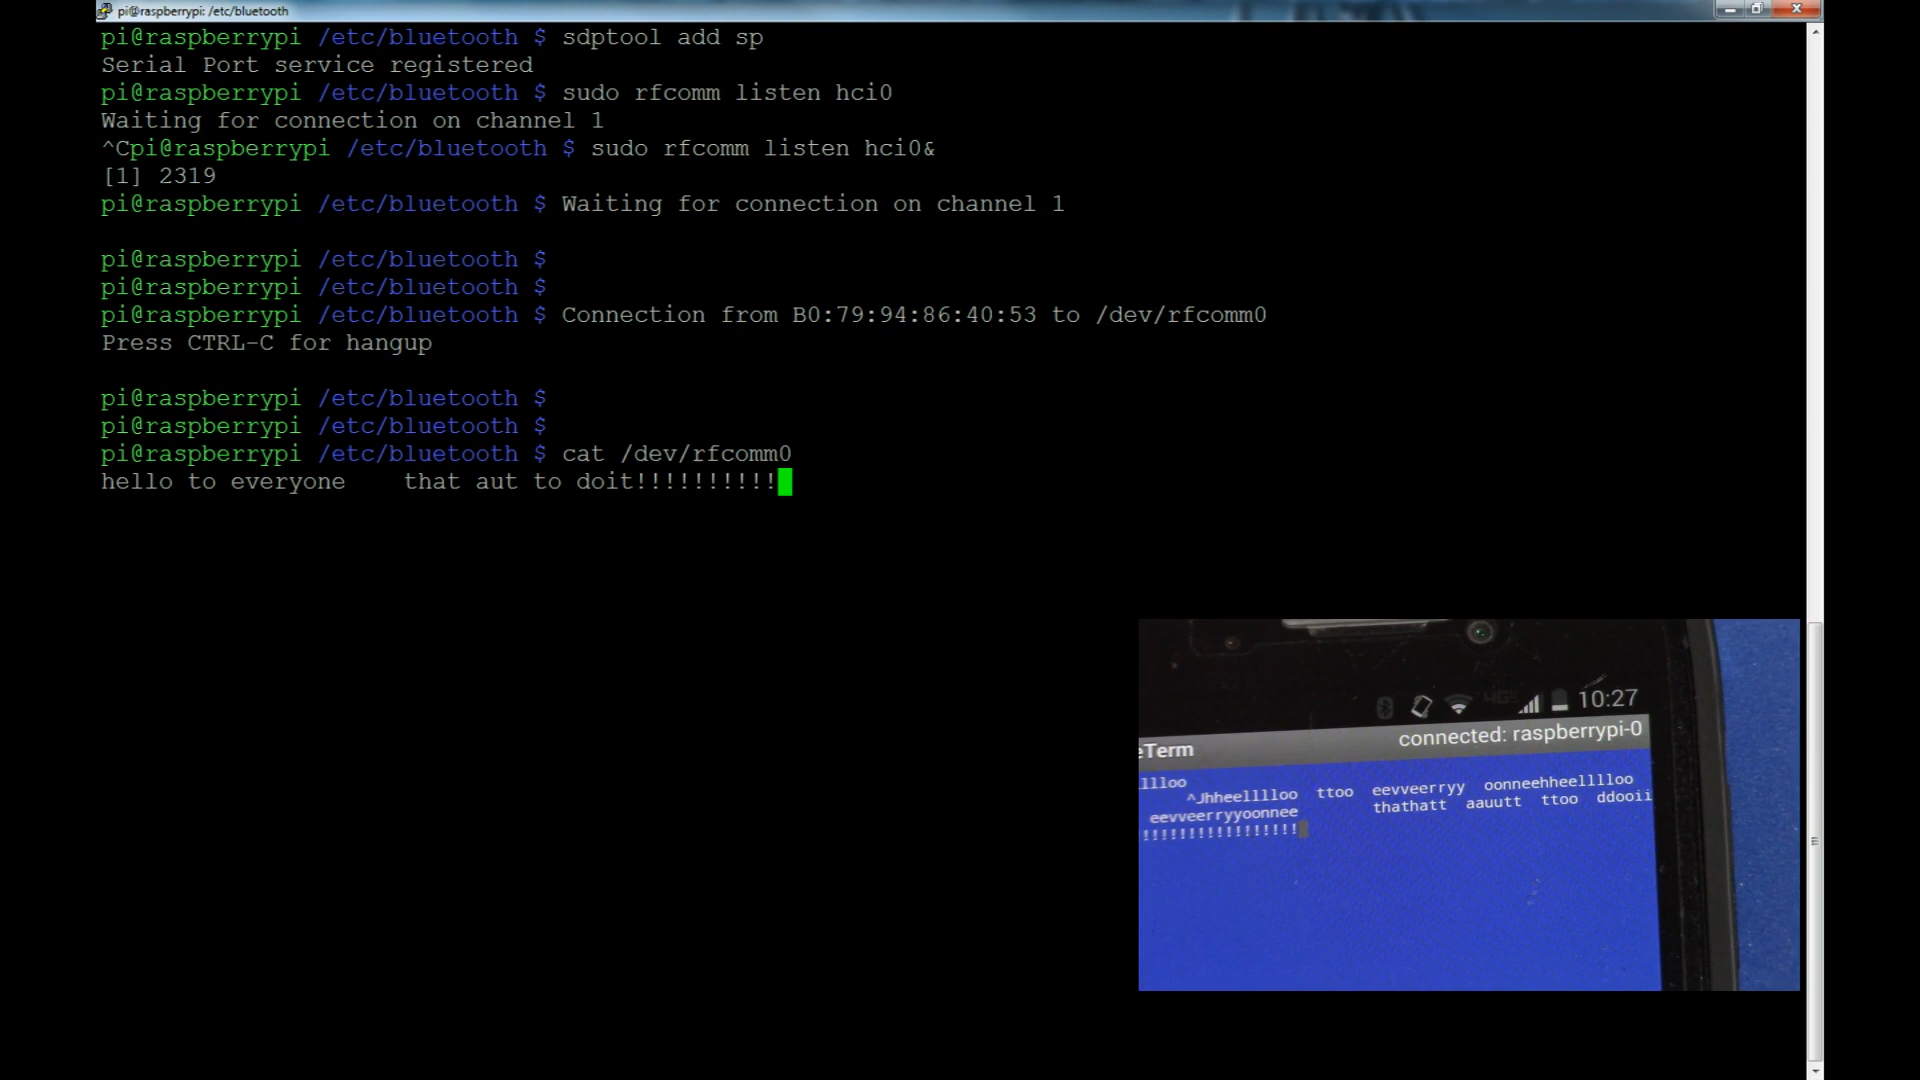 pi@raspberrypi: /etc/bluetooth
pi@raspberrypi /etc/bluetooth $ sdptool add sp
Serial Port service registered
pi@raspberrypi /etc/bluetooth $ sudo rfcomm listen hci0
Waiting for connection on channel 1
^Cpi@raspberrypi /etc/bluetooth $ sudo rfcomm listen hci0&
[1] 2319
pi@raspberrypi /etc/bluetooth $ Waiting for connection on channel 1
pi@raspberrypi /etc/bluetooth $
pi@raspberrypi /etc/bluetooth $
pi@raspberrypi /etc/bluetooth $ Connection from B0:79:94:86:40:53 to /dev/rfcomm0
Press CTRL-C for hangup
pi@raspberrypi /etc/bluetooth $
pi@raspberrypi /etc/bluetooth $
pi@raspberrypi /etc/bluetooth $ cat /dev/rfcomm0
hello to everyone    that aut to doit!!!!!!!!!!
10:27
eTerm connected: raspberrypi-0
llloo
^Jhheelllloo ttoo eevveerryy oonneehheelllloo
eevveerryyoonnee thathatt aauutt ttoo ddooii
!!!!!!!!!!!!!!!!!